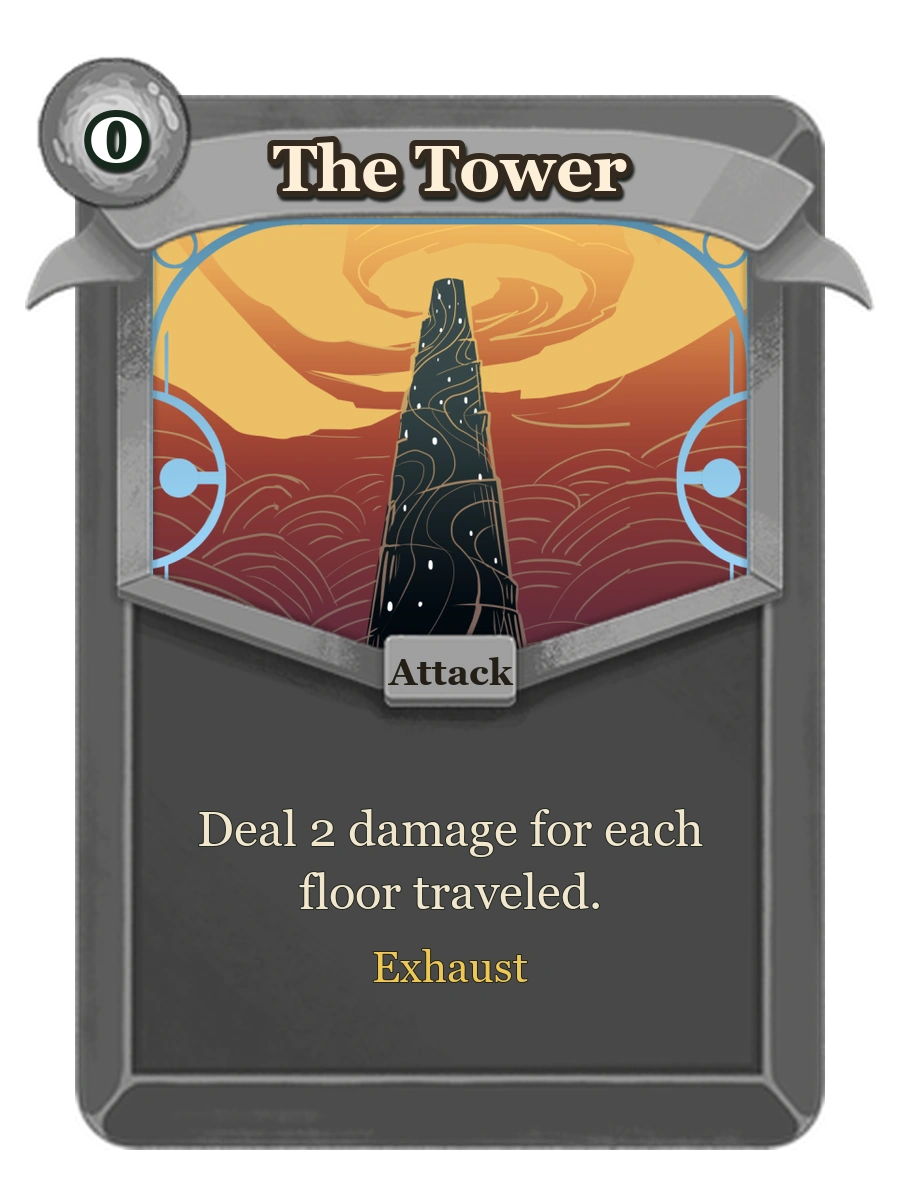 0
The Tower
Attack
Deal 2 damage for each
floor traveled.
Exhaust